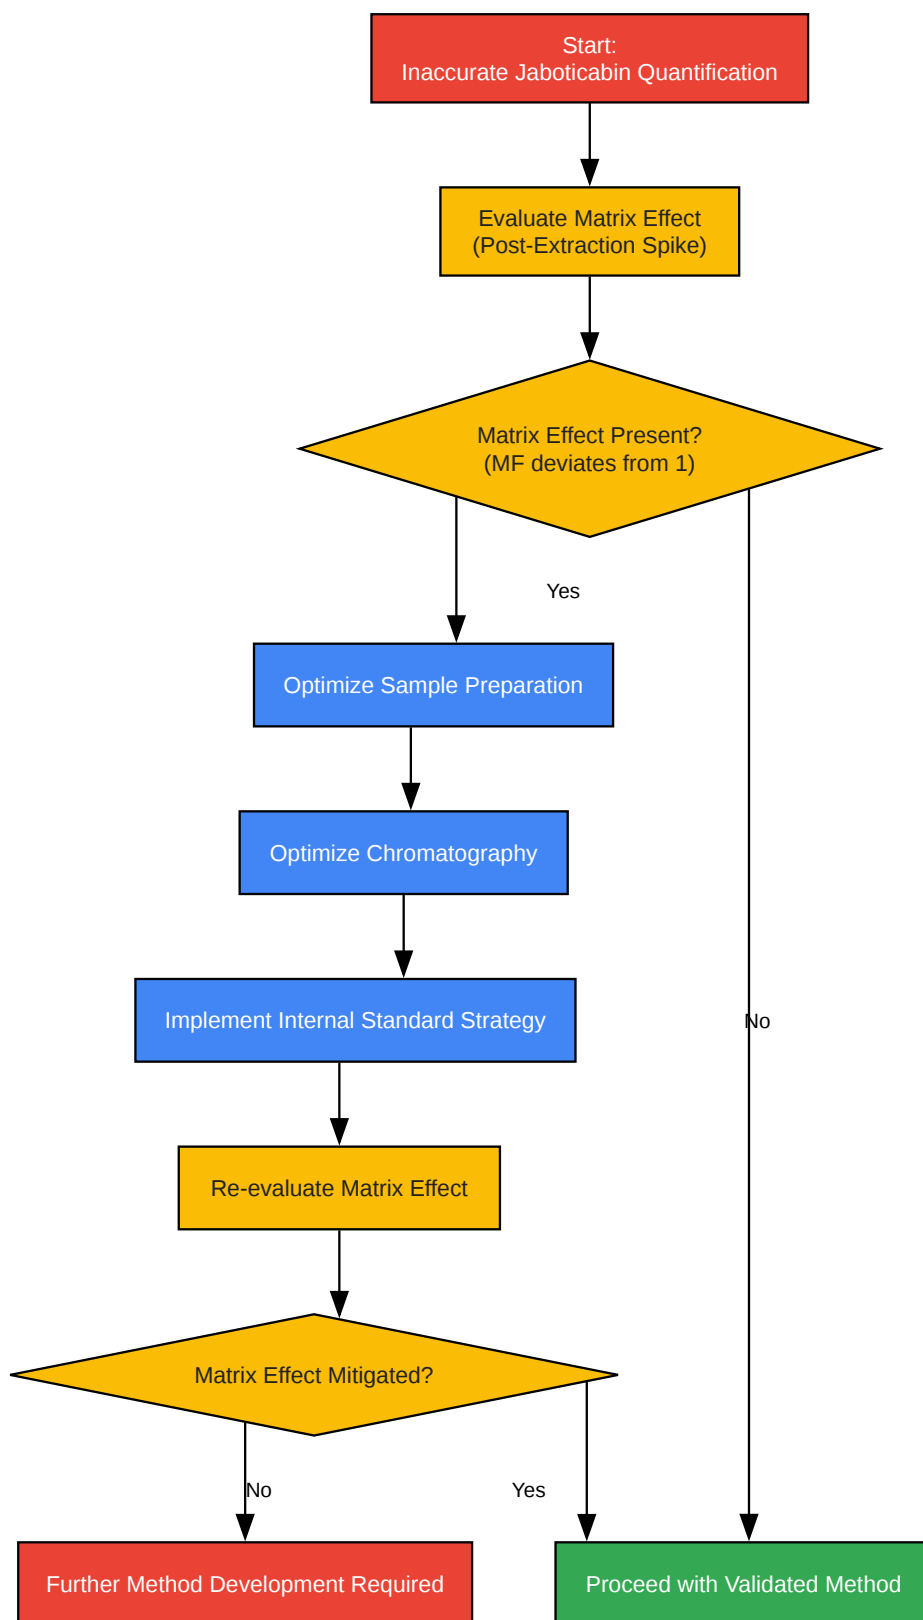 Start:
Inaccurate Jaboticabin Quantification
Evaluate Matrix Effect
(Post-Extraction Spike)
Matrix Effect Present?
(MF deviates from 1)
Yes
Optimize Sample Preparation
Optimize Chromatography
Implement Internal Standard Strategy
No
Re-evaluate Matrix Effect
Matrix Effect Mitigated?
No
Yes
Further Method Development Required
Proceed with Validated Method